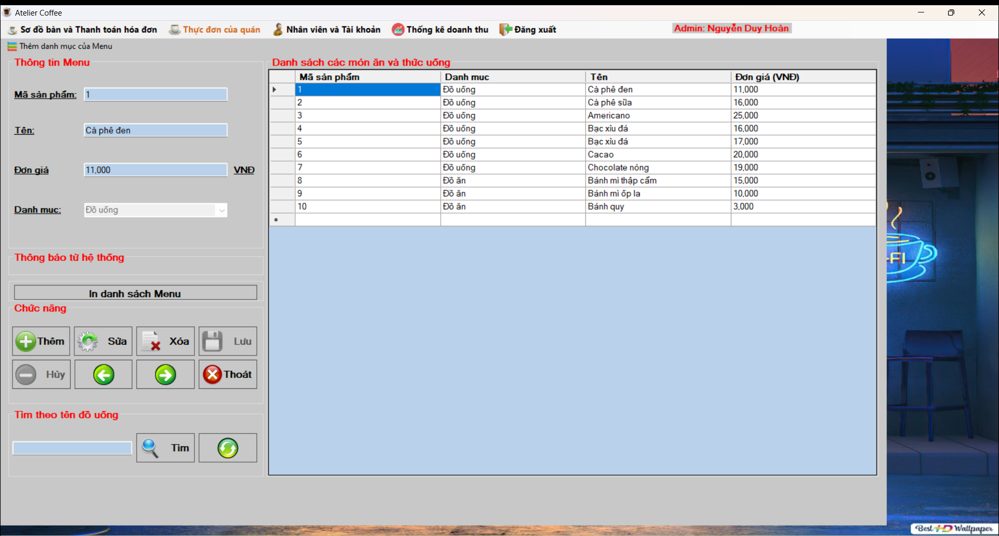 Atelier Coffee
Sơ đồ bàn và Thanh toán hóa đơn Thực đơn của quán Nhân viên và Tài khoản Thống kê doanh thu Đăng xuất Admin: Nguyễn Duy Hoàn
Thêm danh mục của Menu
Thông tin Menu
Mã sản phẩm: 1
Tên: Cà phê đen
Đơn giá 11,000 VNĐ
Danh muc: Đồ uống
Thông báo từ hệ thống
In danh sách Menu
Chức năng
Thêm Sửa Xóa Lưu
Hủy Thoát
Tìm theo tên đồ uống
Tìm
Danh sách các món ăn và thức uống
Mã sản phẩm Danh muc Tên Đơn giá (VNĐ)
1 Đồ uống Cà phê đen 11,000
2 Đồ uống Cà phê sữa 16,000
3 Đồ uống Americano 25,000
4 Đồ uống Bạc xỉu đá 16,000
5 Đồ uống Bạc xỉu đá 17,000
6 Đồ uống Cacao 20,000
7 Đồ uống Chocolate nóng 19,000
8 Đồ ăn Bánh mì thập cẩm 15,000
9 Đồ ăn Bánh mì ốp la 10,000
10 Đồ ăn Bánh quy 3,000
*
-FI
Best HD Wallpaper